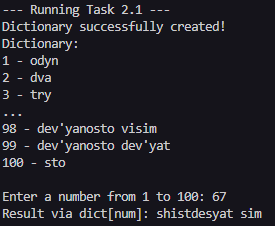 --- Running Task 2.1 ---
Dictionary successfully created!
Dictionary:
1 - odyn
2 - dva
3 - try
...
98 - dev'yanosto visim
99 - dev'yanosto dev'yat
100 - sto
Enter a number from 1 to 100: 67
Result via dict[num]: shistdesyat sim